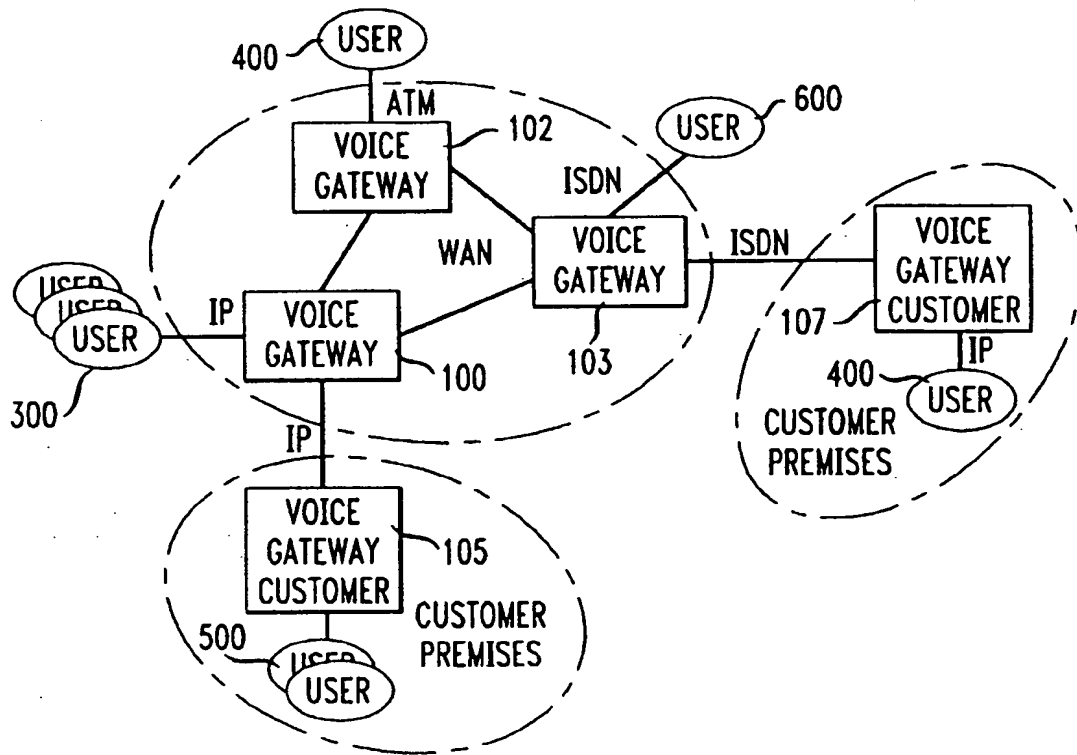 USER
400
ATM
VOICE
GATEWAY
102
USER
600
ISDN
WAN
VOICE
GATEWAY
103
ISDN
VOICE
GATEWAY
CUSTOMER
107
IP
400
USER
CUSTOMER
PREMISES
USER
USER
USER
300
IP
VOICE
GATEWAY
100
IP
VOICE
GATEWAY
CUSTOMER
105
CUSTOMER
PREMISES
500
USER
USER